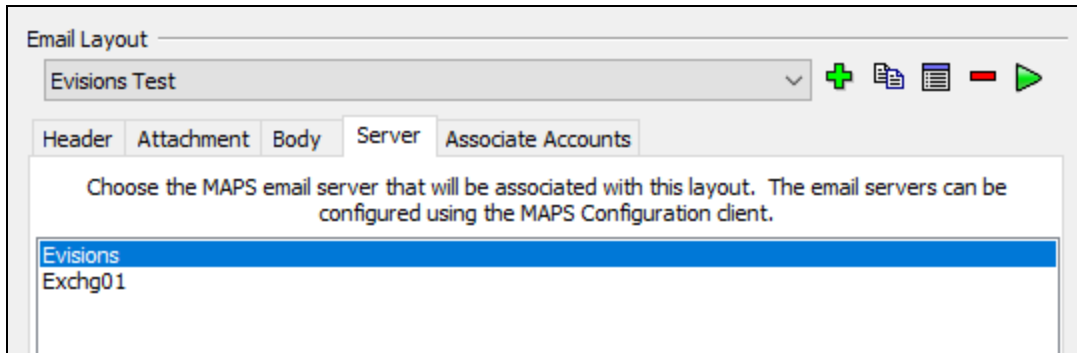 Email Layout
Evisions Test
Header Attachment Body Server Associate Accounts
Choose the MAPS email server that will be associated with this layout.  The email servers can be
configured using the MAPS Configuration client.
Evisions
Exchg01